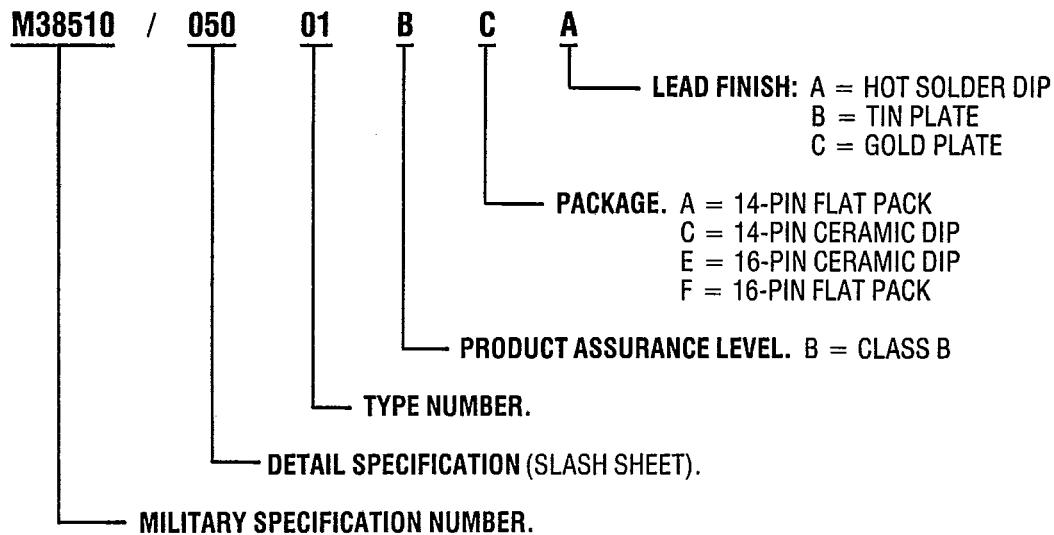 M38510 / 050 01 B C A
LEAD FINISH: A = HOT SOLDER DIP
B = TIN PLATE
C = GOLD PLATE
PACKAGE. A = 14-PIN FLAT PACK
C = 14-PIN CERAMIC DIP
E = 16-PIN CERAMIC DIP
F = 16-PIN FLAT PACK
PRODUCT ASSURANCE LEVEL. B = CLASS B
TYPE NUMBER.
DETAIL SPECIFICATION (SLASH SHEET).
MILITARY SPECIFICATION NUMBER.